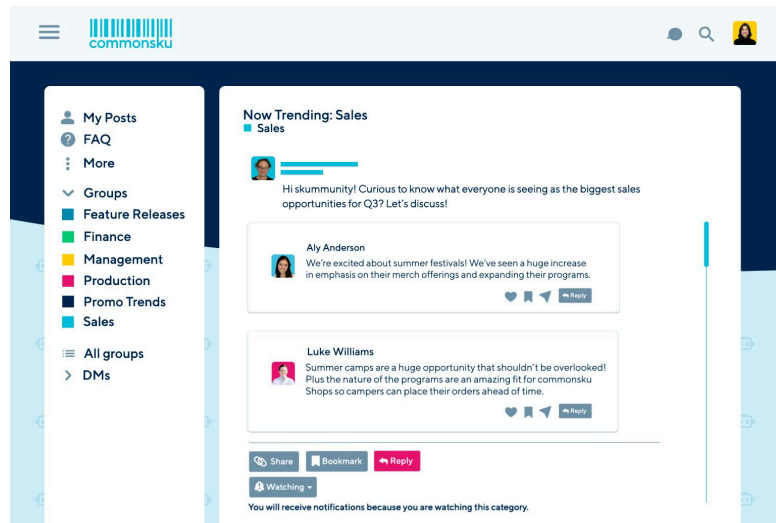 commonsku
My Posts
FAQ
More
Groups
Feature Releases
Finance
Management
Production
Promo Trends
Sales
All groups
DMs
Now Trending: Sales
Sales
Hi skummunity! Curious to know what everyone is seeing as the biggest sales
opportunities for Q3? Let's discuss!
Aly Anderson
We're excited about summer festivals! We've seen a huge increase
in emphasis on their merch offerings and expanding their programs.
Reply
Luke Williams
Summer camps are a huge opportunity that shouldn't be overlooked!
Plus the nature of the programs are an amazing fit for commonsku
Shops so campers can place their orders ahead of time.
Reply
Share Bookmark Reply
Watching
You will receive notifications because you are watching this category.